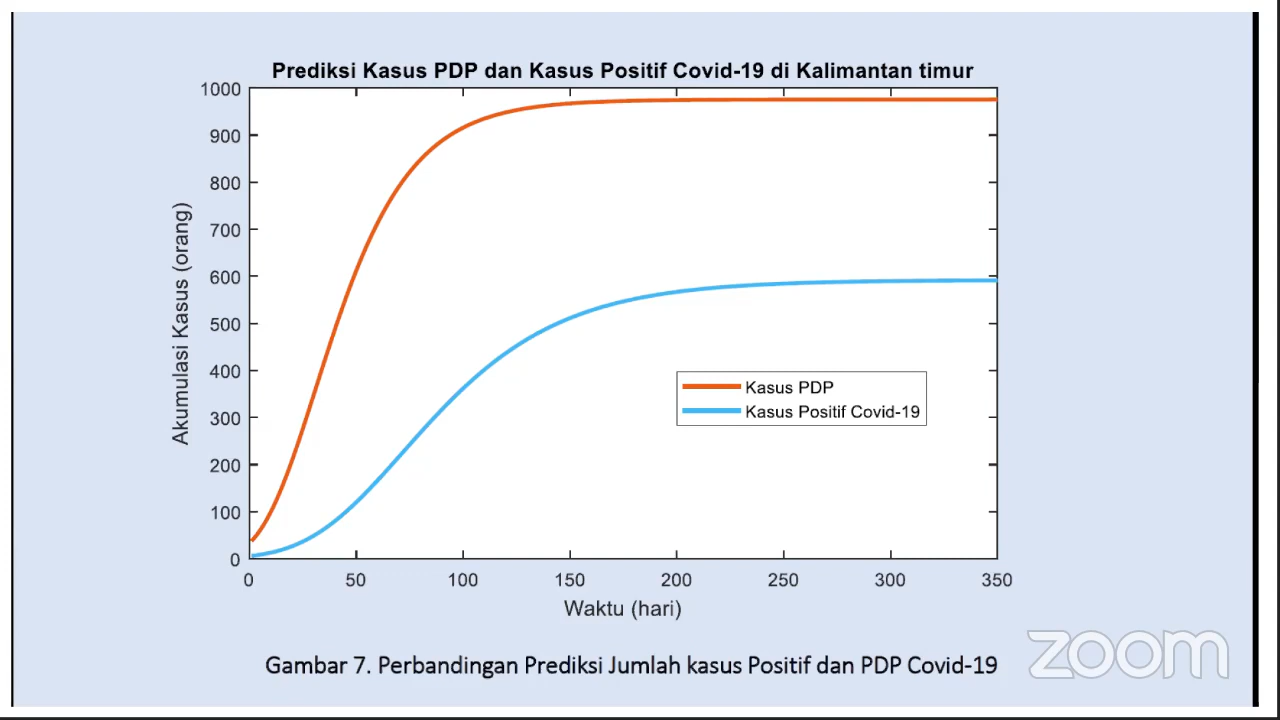 Prediksi Kasus PDP dan Kasus Positif Covid-19 di Kalimantan timur
1000
900
800
700
600
500
400
300
200
100
0
Akumulasi Kasus (orang)
Kasus PDP
Kasus Positif Covid-19
0 50 100 150 200 250 300 350
Waktu (hari)
Gambar 7. Perbandingan Prediksi Jumlah kasus Positif dan PDP Covid-19
zoom